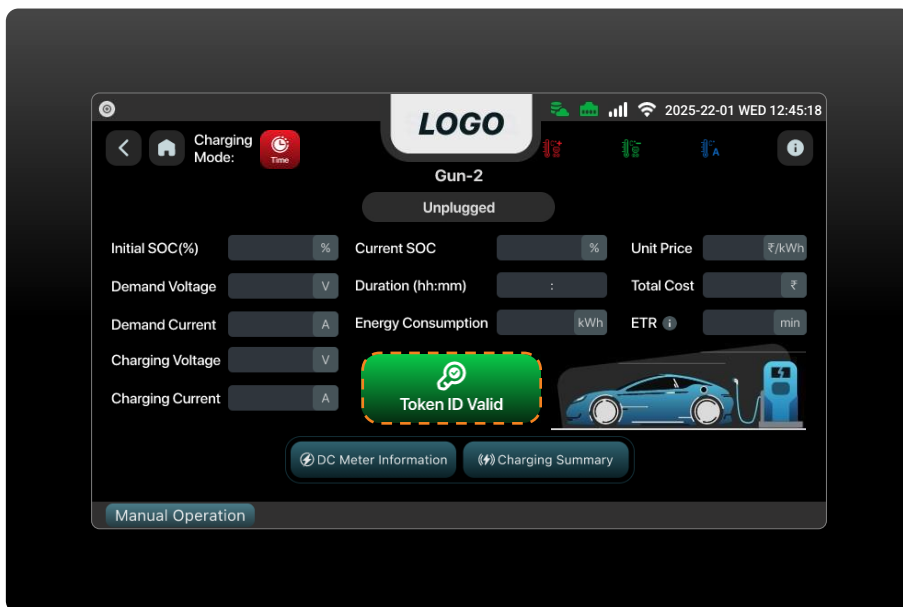 LOGO
2025-22-01 WED 12:45:18
Charging
Mode:
Time
A
Gun-2
Unplugged
Initial SOC(%) % Current SOC % Unit Price ₹/kWh
Demand Voltage V Duration (hh:mm) : Total Cost ₹
Demand Current A Energy Consumption kWh ETR i min
Charging Voltage V
Charging Current A
Token ID Valid
DC Meter Information Charging Summary
Manual Operation